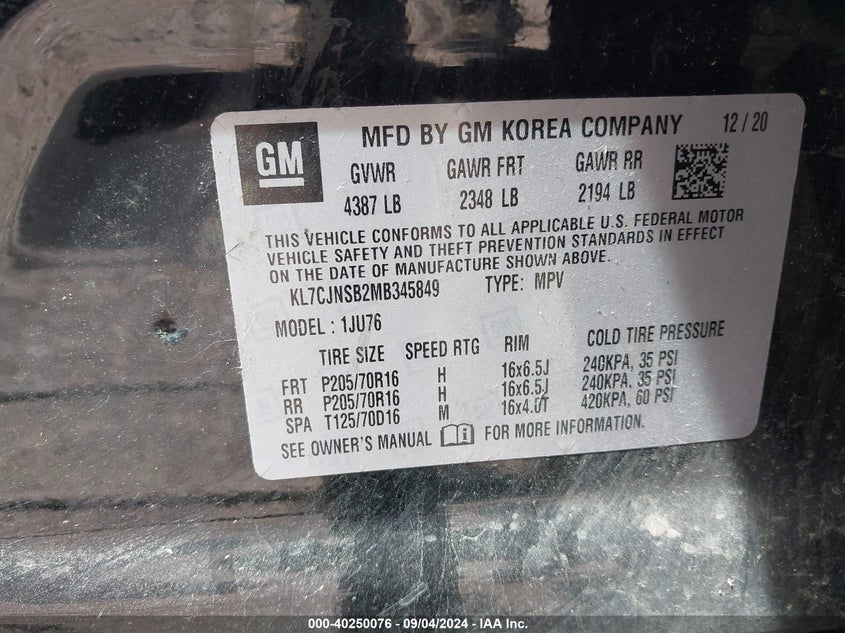 GM
MFD BY GM KOREA COMPANY 12/20
GVWR GAWR FRT GAWR RR
4387 LB 2348 LB 2194 LB
THIS VEHICLE CONFORMS TO ALL APPLICABLE U.S. FEDERAL MOTOR
VEHICLE SAFETY AND THEFT PREVENTION STANDARDS IN EFFECT
ON THE DATE OF MANUFACTURE SHOWN ABOVE.
KL7CJNSB2MB345849 TYPE: MPV
MODEL : 1JU76
TIRE SIZE SPEED RTG RIM COLD TIRE PRESSURE
FRT P205/70R16 H 16x6.5J 240KPA, 35 PSI
RR P205/70R16 H 16x6.5J 240KPA, 35 PSI
SPA T125/70D16 M 16x4.0T 420KPA, 60 PSI
SEE OWNER'S MANUAL FOR MORE INFORMATION.
000-40250076 - 09/04/2024 - IAA Inc.